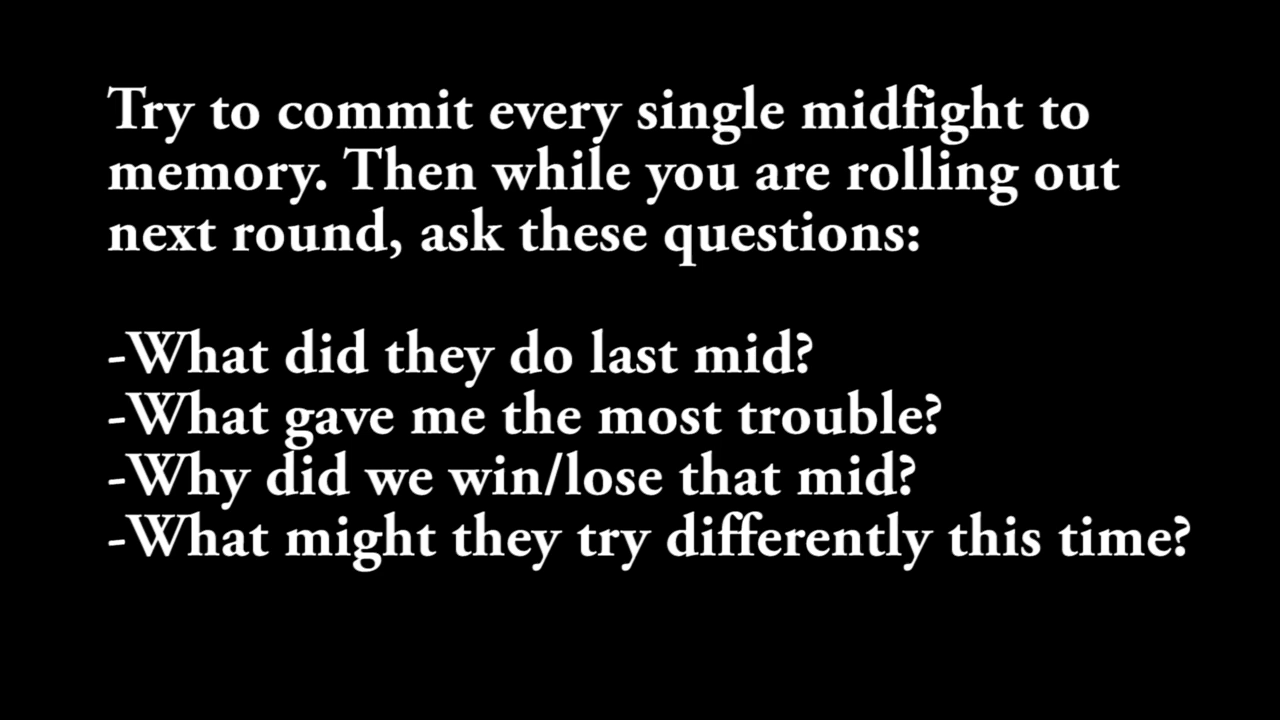 Try to commit every single midfight to
memory. Then while you are rolling out
next round, ask these questions:
-What did they do last mid?
-What gave me the most trouble?
-Why did we win/lose that mid?
-What might they try differently this time?